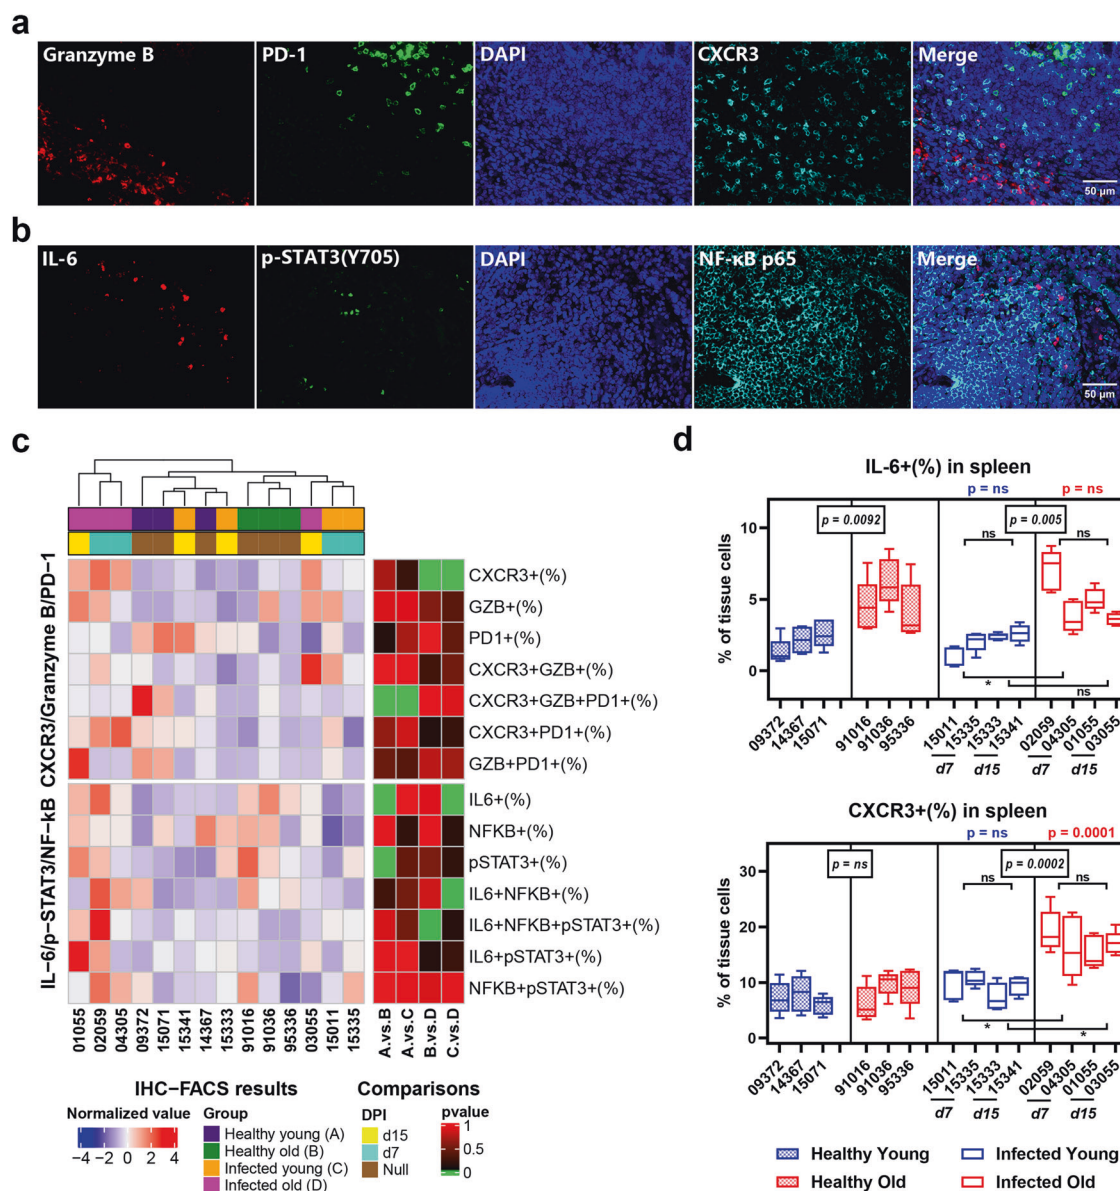 a
Granzyme B
PD-1
DAPI
CXCR3
Merge
50 µm
b
IL-6
p-STAT3(Y705)
DAPI
NF-κB p65
Merge
50 µm
c
IL-6/p-STAT3/NF-kB CXCR3/Granzyme B/PD-1
CXCR3+(%)
GZB+(%)
PD1+(%)
CXCR3+GZB+(%)
CXCR3+GZB+PD1+(%)
CXCR3+PD1+(%)
GZB+PD1+(%)
IL6+(%)
NFKB+(%)
pSTAT3+(%)
IL6+NFKB+(%)
IL6+NFKB+pSTAT3+(%)
IL6+pSTAT3+(%)
NFKB+pSTAT3+(%)
01055 02059 04305 09372 15071 15341 14367 15333 91016 91036 95336 03055 15011 15335
A.vs.B A.vs.C B.vs.D C.vs.D
IHC−FACS results
Normalized value
−4 −2 0 2 4
Group
Healthy young (A)
Healthy old (B)
Infected young (C)
Infected old (D)
Comparisons
DPI
d15
d7
Null
pvalue
1
0.5
0
d
IL-6+(%) in spleen
p = ns p = ns
p = 0.0092 p = 0.005
ns ns
% of tissue cells
10
5
0
*
ns
09372 14367 15071 91016 91036 95336 15011 15335 15333 15341 02059 04305 01055 03055
d7 d15 d7 d15
CXCR3+(%) in spleen
p = ns p = 0.0001
p = ns p = 0.0002
ns ns
% of tissue cells
30
20
10
0
* *
09372 14367 15071 91016 91036 95336 15011 15335 15333 15341 02059 04305 01055 03055
d7 d15 d7 d15
Healthy Young Infected Young
Healthy Old Infected Old